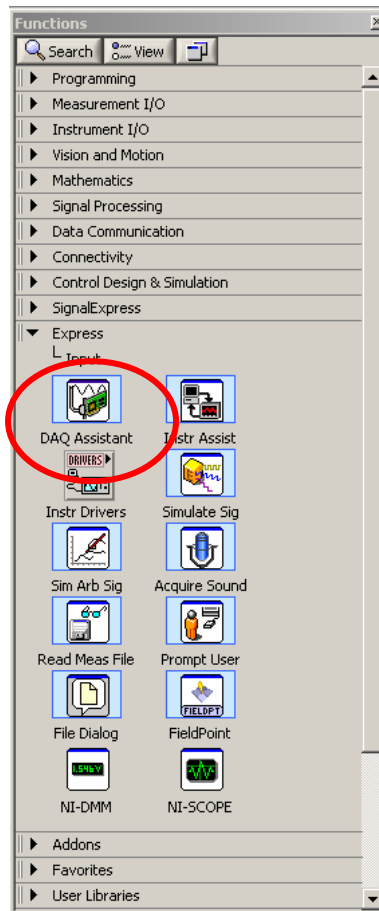 Functions
Search View
Programming
Measurement I/O
Instrument I/O
Vision and Motion
Mathematics
Signal Processing
Data Communication
Connectivity
Control Design & Simulation
SignalExpress
Express
Input
DAQ Assistant Instr Assist
DRIVERS
Instr Drivers Simulate Sig
Sim Arb Sig Acquire Sound
Read Meas File Prompt User
FIELDPT
File Dialog FieldPoint
1.546V
NI-DMM NI-SCOPE
Addons
Favorites
User Libraries